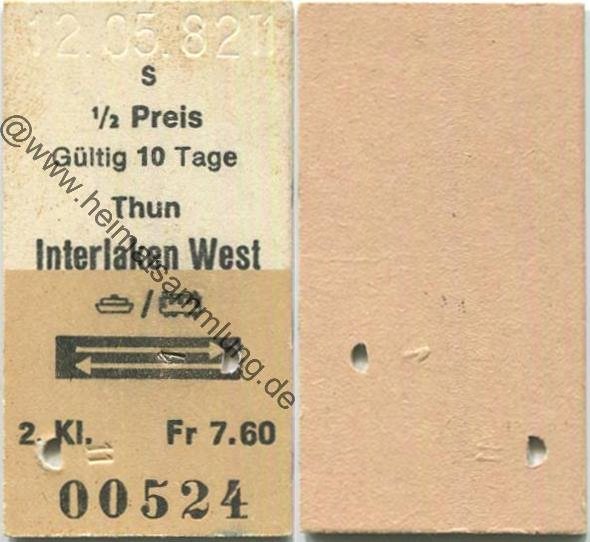 12.05.82 11
S
½ Preis
Gültig 10 Tage
Thun
Interlaken West
/
2. Kl. Fr 7.60
00524
@www.heimatsammlung.de